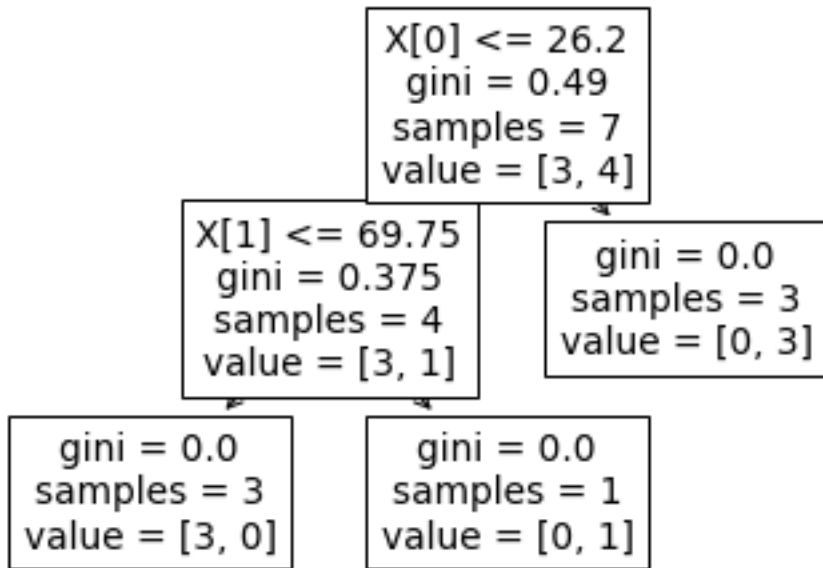 X[0] <= 26.2
gini = 0.49
samples = 7
value = [3, 4]
X[1] <= 69.75
gini = 0.375
samples = 4
value = [3, 1]
gini = 0.0
samples = 3
value = [0, 3]
gini = 0.0
samples = 3
value = [3, 0]
gini = 0.0
samples = 1
value = [0, 1]